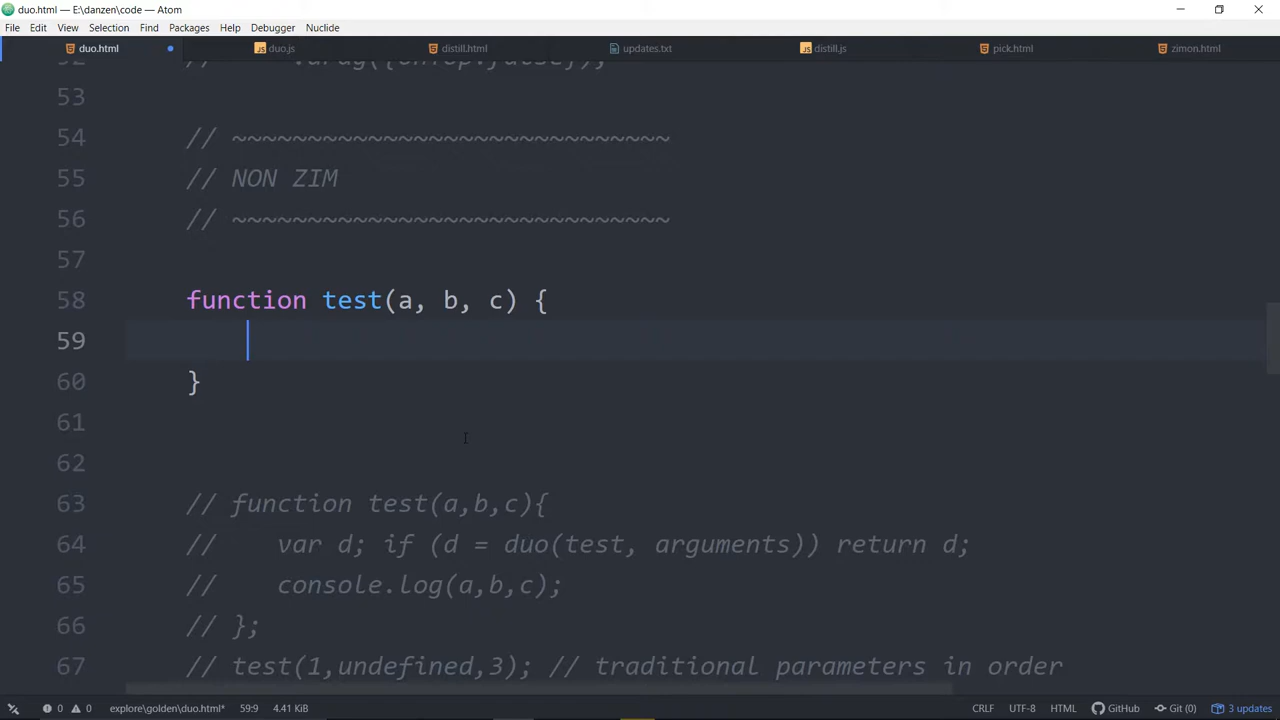 duo.html — E:\danzen\code — Atom
File Edit View Selection Find Packages Help Debugger Nuclide
duo.html duo.js distill.html updates.txt distill.js pick.html zimon.html
53
54 // ~~~~~~~~~~~~~~~~~~~~~~~~~~~~~
55 // NON ZIM
56 // ~~~~~~~~~~~~~~~~~~~~~~~~~~~~~
57
58 function test(a, b, c) {
59
60 }
61
62
63 // function test(a,b,c){
64 // var d; if (d = duo(test, arguments)) return d;
65 // console.log(a,b,c);
66 // };
67 // test(1,undefined,3); // traditional parameters in order
0 0 4.41 KiB explore\golden\duo.html* 59:9 CRLF UTF-8 HTML GitHub Git (0) 3 updates